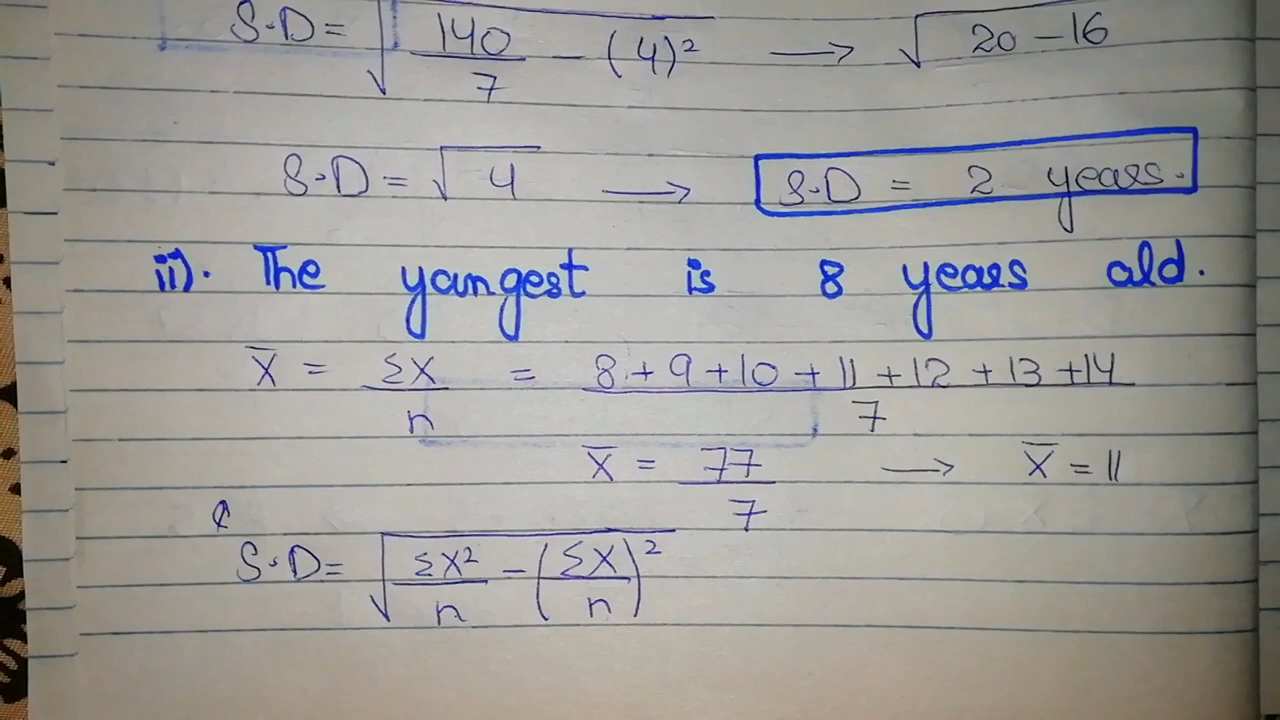 S.D = √140/7 - (4)² → √20 - 16
S.D = √4 → S.D = 2 years.
ii). The yangest is 8 years ald.
X̅ = ΣX/n = 8 + 9 + 10 + 11 + 12 + 13 + 14/7
X̅ = 77/7 → X̅ = 11
S.D = √ΣX²/n - (ΣX/n)²